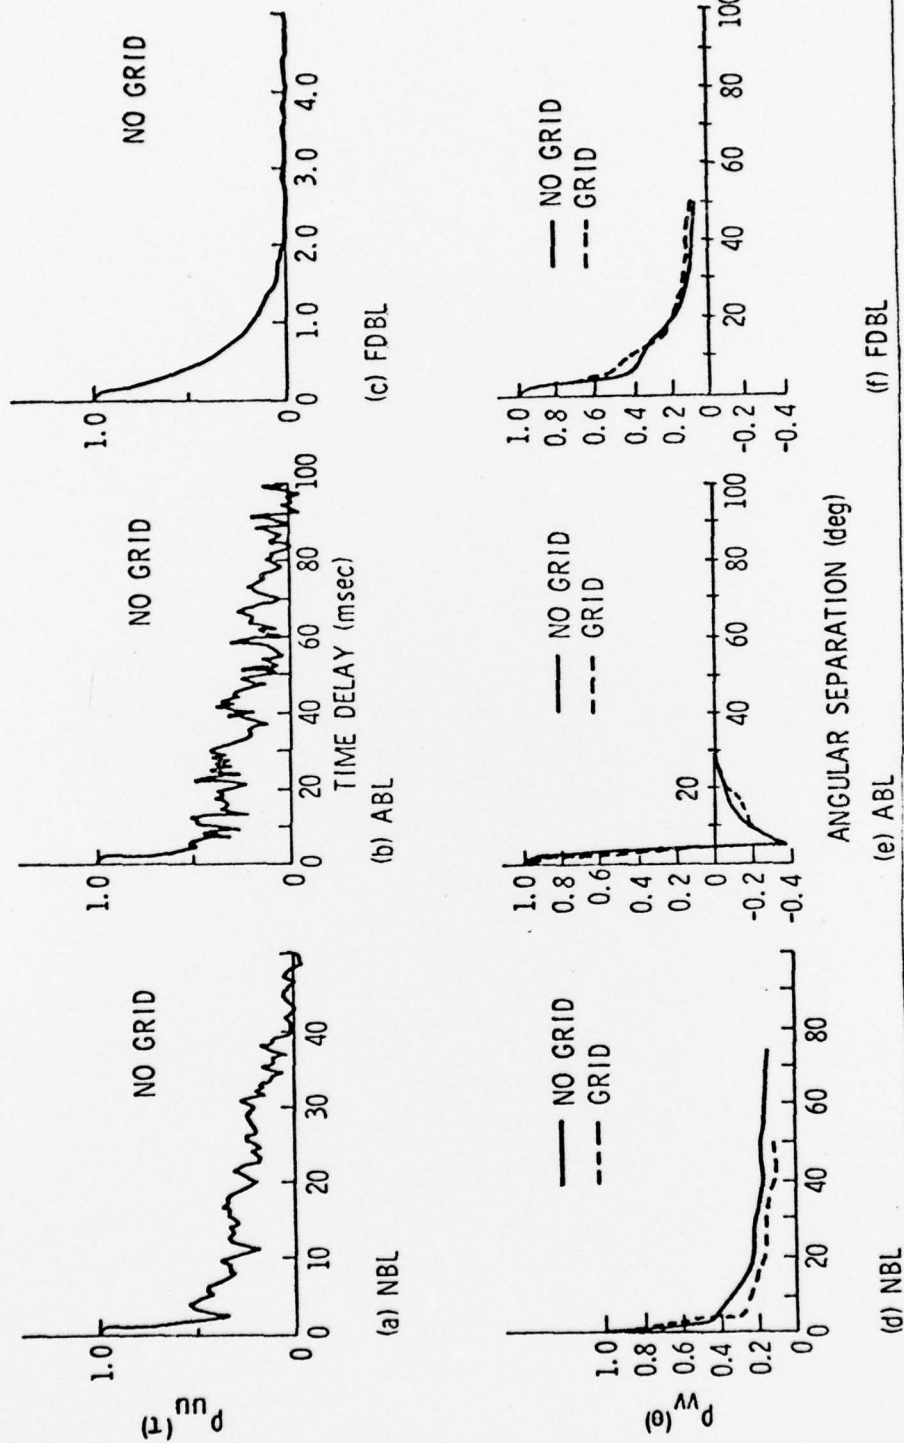 ρuu(τ)
1.0
0
0 10 20 30 40
NO GRID
(a) NBL
1.0
0
0 20 40 60 80 100
NO GRID
TIME DELAY (msec)
(b) ABL
1.0
0
0 1.0 2.0 3.0 4.0
NO GRID
(c) FDBL
ρvv(θ)
1.0
0.8
0.6
0.4
0.2
0
0 20 40 60 80
NO GRID
GRID
(d) NBL
1.0
0.8
0.6
0.4
0.2
0
-0.2
-0.4
20 40 60 80 100
NO GRID
GRID
ANGULAR SEPARATION (deg)
(e) ABL
1.0
0.8
0.6
0.4
0.2
0
-0.2
-0.4
20 40 60 80 100
NO GRID
GRID
(f) FDBL